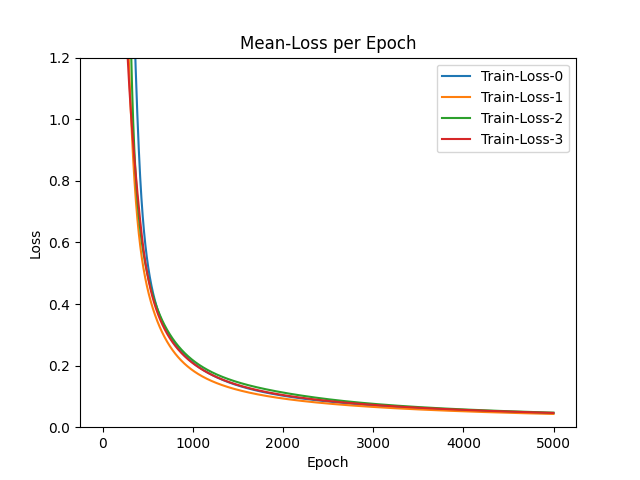 Mean-Loss per Epoch
1.2
1.0
0.8
0.6
0.4
0.2
0.0
Loss
Train-Loss-0
Train-Loss-1
Train-Loss-2
Train-Loss-3
0 1000 2000 3000 4000 5000
Epoch